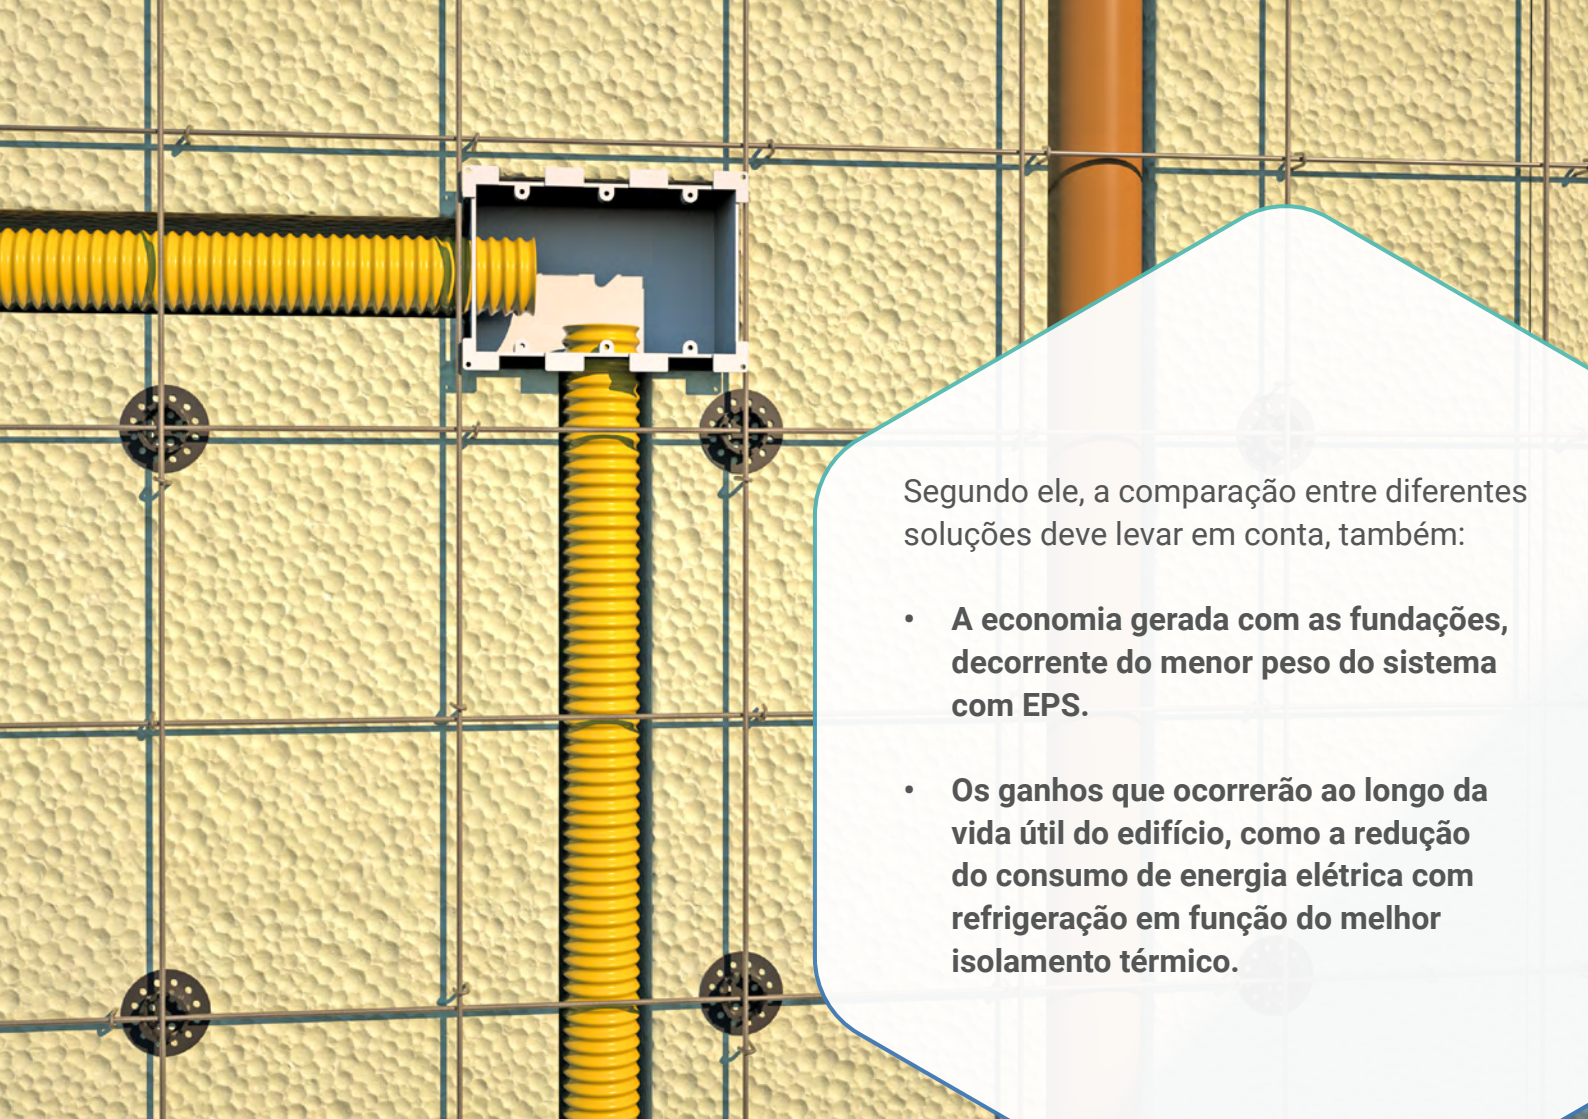 Segundo ele, a comparação entre diferentes
soluções deve levar em conta, também:
• A economia gerada com as fundações,
decorrente do menor peso do sistema
com EPS.
• Os ganhos que ocorrerão ao longo da
vida útil do edifício, como a redução
do consumo de energia elétrica com
refrigeração em função do melhor
isolamento térmico.